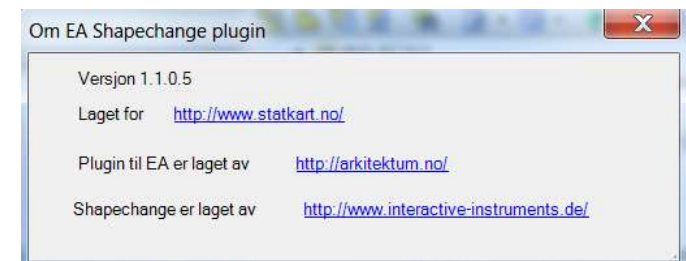 Om EA Shapechange plugin
Versjon 1.1.0.5
Laget for http://www.statkart.no/
Plugin til EA er laget av http://arkitektum.no/
Shapechange er laget av http://www.interactive-instruments.de/